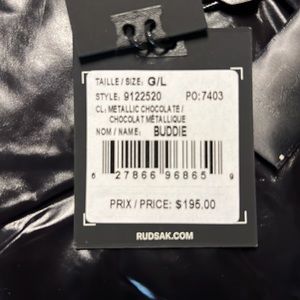 TAILLE / SIZE: G/L
STYLE: 9122520 PO: 7403
CL: METALLIC CHOCOLATE /
CHOCOLAT MÉTALLIQUE
NOM / NAME: BUDDIE
6 27866 96865 9
PRIX / PRICE: $195.00
RUDSAK.COM